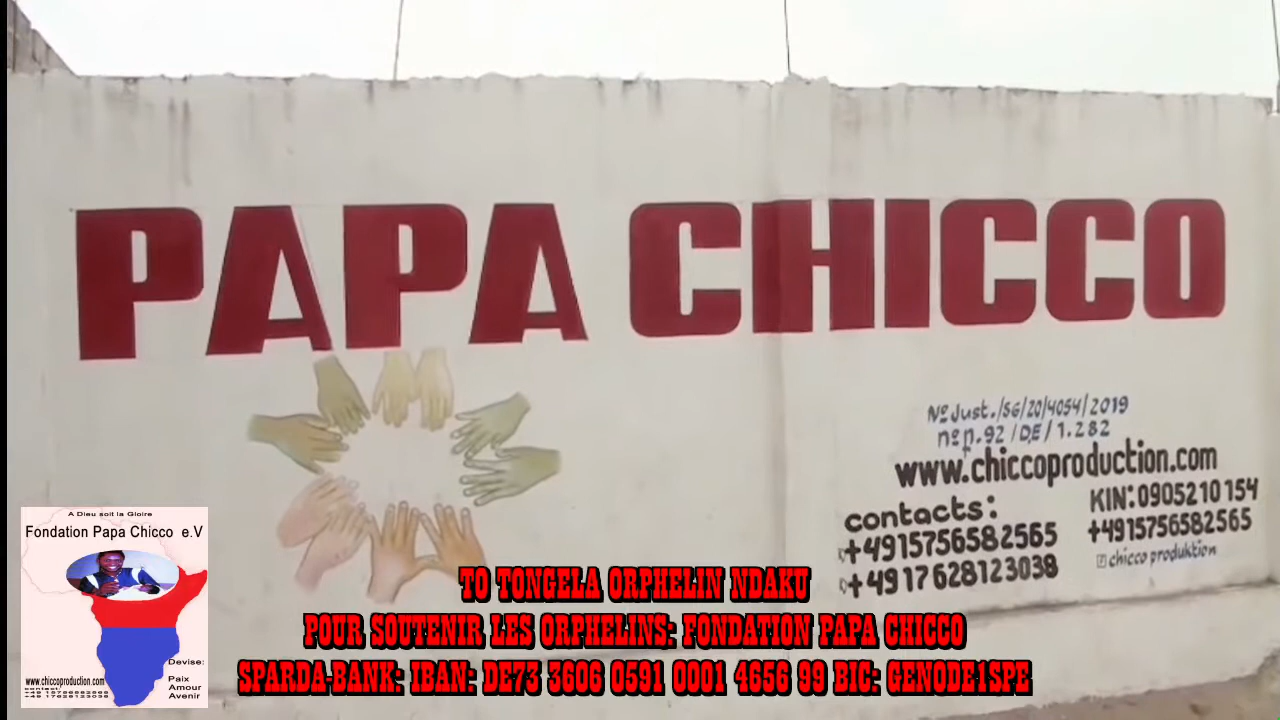 PAPA CHICCO
Nº Just./SG/20/4054/2019
nº p.92 /DE/1.282
www.chiccoproduction.com
contacts:
+4915756582565
+4917628123038
KIN: 0905210154
+4915756582565
chicco produktion
A Dieu soit la Gloire
Fondation Papa Chicco e.V
Devise:
Paix
Amour
Avenir
www.chiccoproduction.com
TO TONGELA ORPHELIN NDAKU
POUR SOUTENIR LES ORPHELINS: FONDATION PAPA CHICCO
SPARDA-BANK: IBAN: DE73 3606 0591 0001 4656 99 BIC: GENODE1SPE